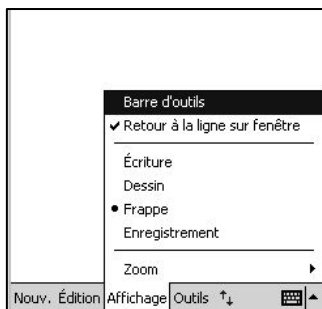 Barre d'outils
Retour à la ligne sur fenêtre
Écriture
Dessin
Frappe
Enregistrement
Zoom
Nouv. Édition Affichage Outils